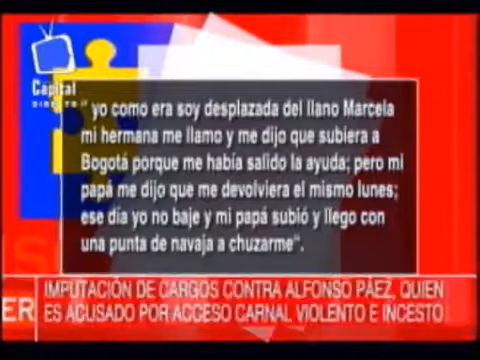 Capital
" yo como era soy desplazada del llano Marcela
mi hermana me llamo y me dijo que subiera a
Bogotá porque me había salido la ayuda; pero mi
papá me dijo que me devolviera el mismo lunes;
ese día yo no baje y mi papá subió y llego con
una punta de navaja a chuzarme".
IMPUTACIÓN DE CARGOS CONTRA ALFONSO PÁEZ, QUIEN
ER ES ACUSADO POR ACCESO CARNAL VIOLENTO E INCESTO